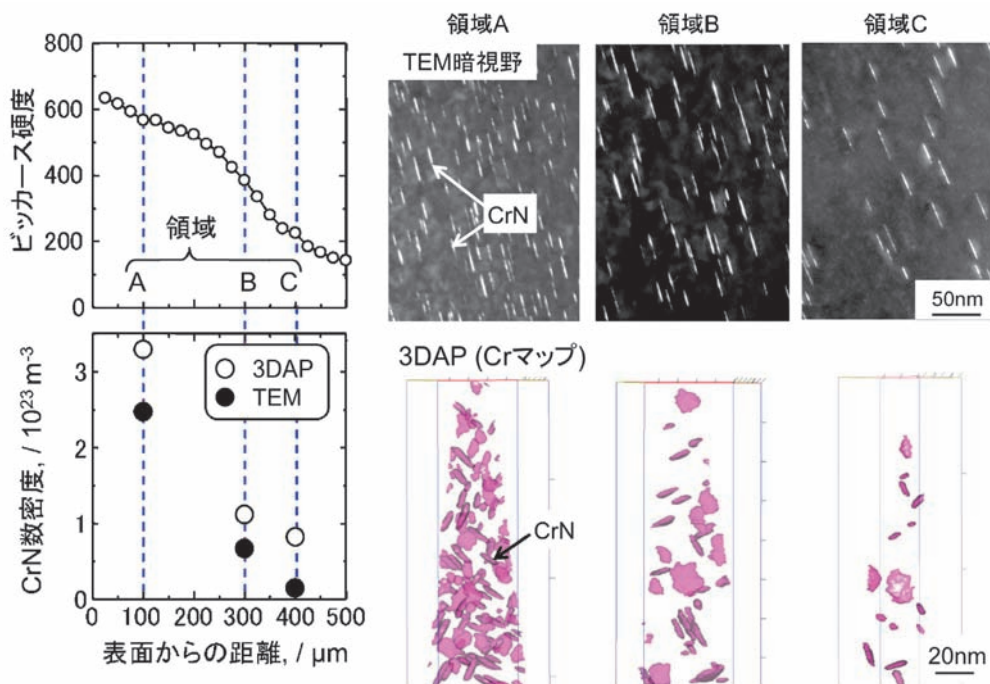 800
600
400
200
0
ビッカース硬度
領域
A
B
C
3
2
1
0
CrN数密度, / 10²³m⁻³
3DAP
TEM
0 100 200 300 400 500
表面からの距離, / μm
領域A
領域B
領域C
TEM暗視野
CrN
50nm
3DAP (Crマップ)
CrN
20nm